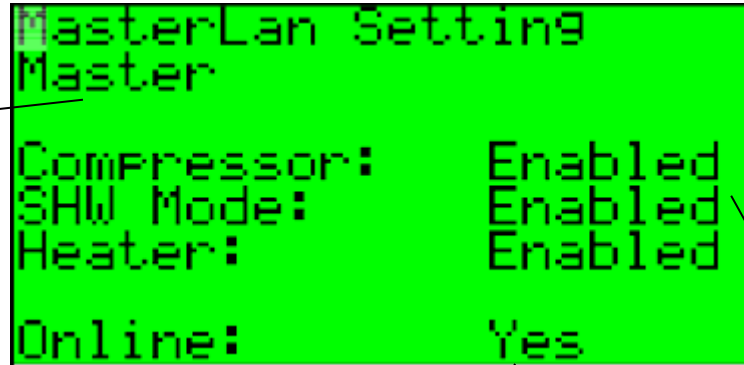 MasterLan Setting
Master
Compressor: Enabled
SHW Mode: Enabled
Heater: Enabled
Online: Yes